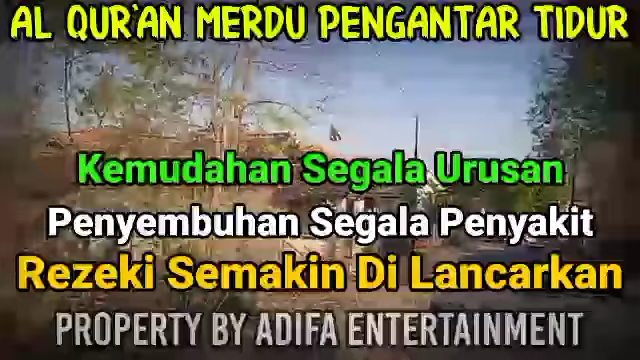 AL QUR'AN MERDU PENGANTAR TIDUR
Kemudahan Segala Urusan
Penyembuhan Segala Penyakit
Rezeki Semakin Di Lancarkan
PROPERTY BY ADIFA ENTERTAINMENT